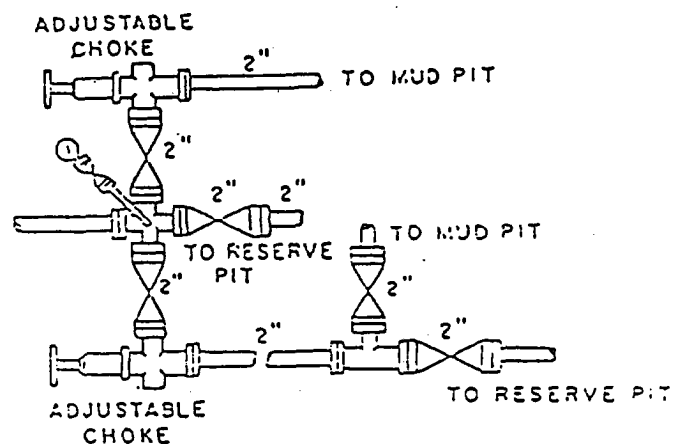 ADJUSTABLE
CHOKE
2"
TO MUD PIT
2"
2"
2"
TO RESERVE
PIT
TO MUD PIT
2"
2"
2"
2"
TO RESERVE PIT
ADJUSTABLE
CHOKE